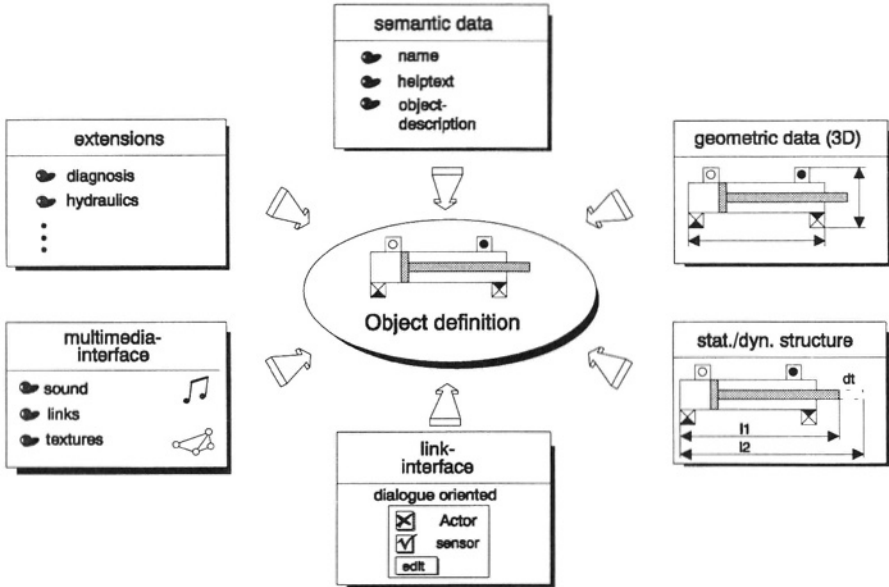 semantic data
name
helptext
object-
description
extensions
diagnosis
hydraulics
geometric data (3D)
Object definition
multimedia-
interface
sound
links
textures
stat./dyn. structure
dt
l1
l2
link-
interface
dialogue oriented
Actor
sensor
edit